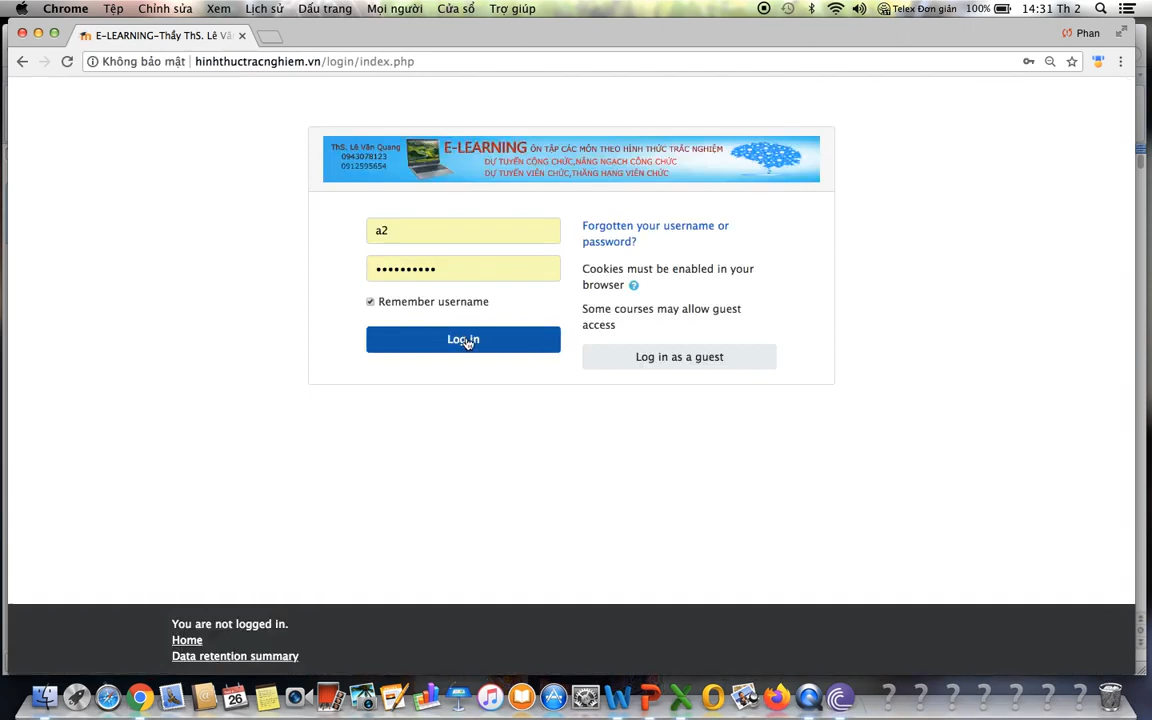 Chrome Tệp Chỉnh sửa Xem Lịch sử Dấu trang Mọi người Cửa sổ Trợ giúp Telex Đơn giản 100% 14:31 Th 2
E-LEARNING-Thầy ThS. Lê Vă Phan
Không bảo mật hinhthuctracnghiem.vn/login/index.php
ThS. Lê Văn Quang
0943078123
0912595654
E-LEARNING ÔN TẬP CÁC MÔN THEO HÌNH THỨC TRẮC NGHIỆM
DỰ TUYỂN CÔNG CHỨC,NÂNG NGẠCH CÔNG CHỨC
DỰ TUYỂN VIÊN CHỨC,THĂNG HẠNG VIÊN CHỨC
a2
••••••••••
Remember username
Log in
Forgotten your username or
password?
Cookies must be enabled in your
browser ?
Some courses may allow guest
access
Log in as a guest
You are not logged in.
Home
Data retention summary
26